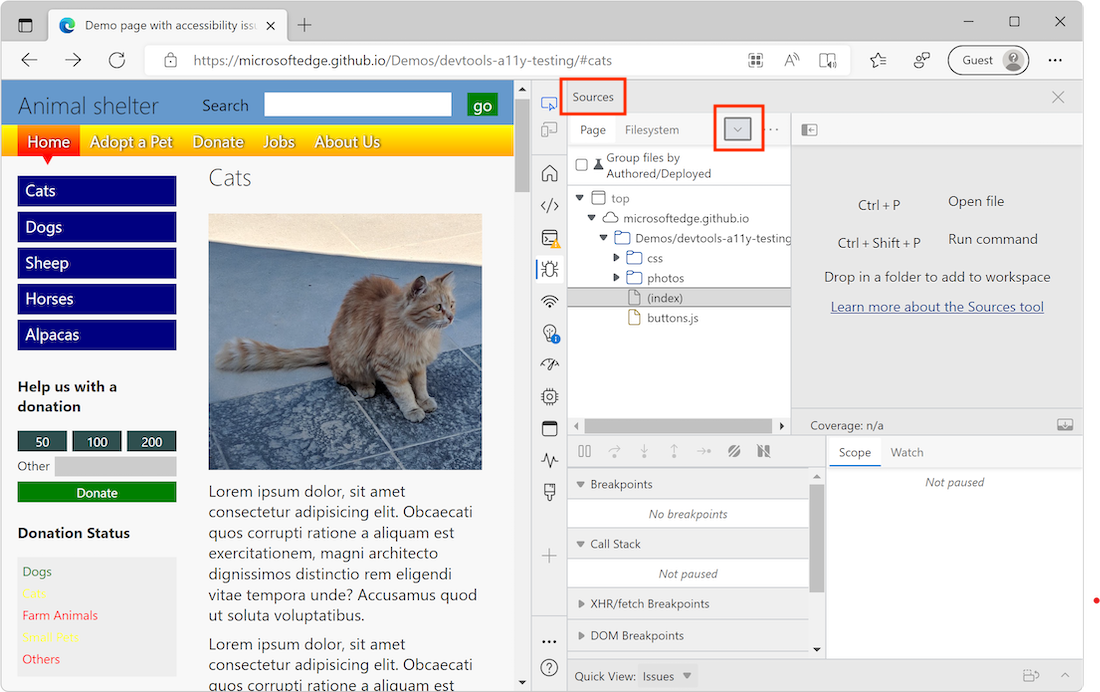 Demo page with accessibility issu
https://microsoftedge.github.io/Demos/devtools-a11y-testing/#cats
Guest
Animal shelter
Search
go
Home
Adopt a Pet
Donate
Jobs
About Us
Cats
Dogs
Sheep
Horses
Alpacas
Help us with a
donation
50
100
200
Other
Donate
Donation Status
Dogs
Cats
Farm Animals
Small Pets
Others
Cats
Lorem ipsum dolor, sit amet
consectetur adipisicing elit. Obcaecati
quos corrupti ratione a aliquam est
exercitationem, magni architecto
dignissimos distinctio rem eligendi
vitae tempora unde? Accusamus quod
ut soluta voluptatibus.
Lorem ipsum dolor, sit amet
consectetur adipisicing elit. Obcaecati
quos corrupti ratione a aliquam est
Sources
Page
Filesystem
Group files by
Authored/Deployed
top
microsoftedge.github.io
Demos/devtools-a11y-testing
css
photos
(index)
buttons.js
Ctrl + P
Open file
Ctrl + Shift + P
Run command
Drop in a folder to add to workspace
Learn more about the Sources tool
Coverage: n/a
Breakpoints
No breakpoints
Call Stack
Not paused
XHR/fetch Breakpoints
DOM Breakpoints
Scope
Watch
Not paused
Quick View:
Issues